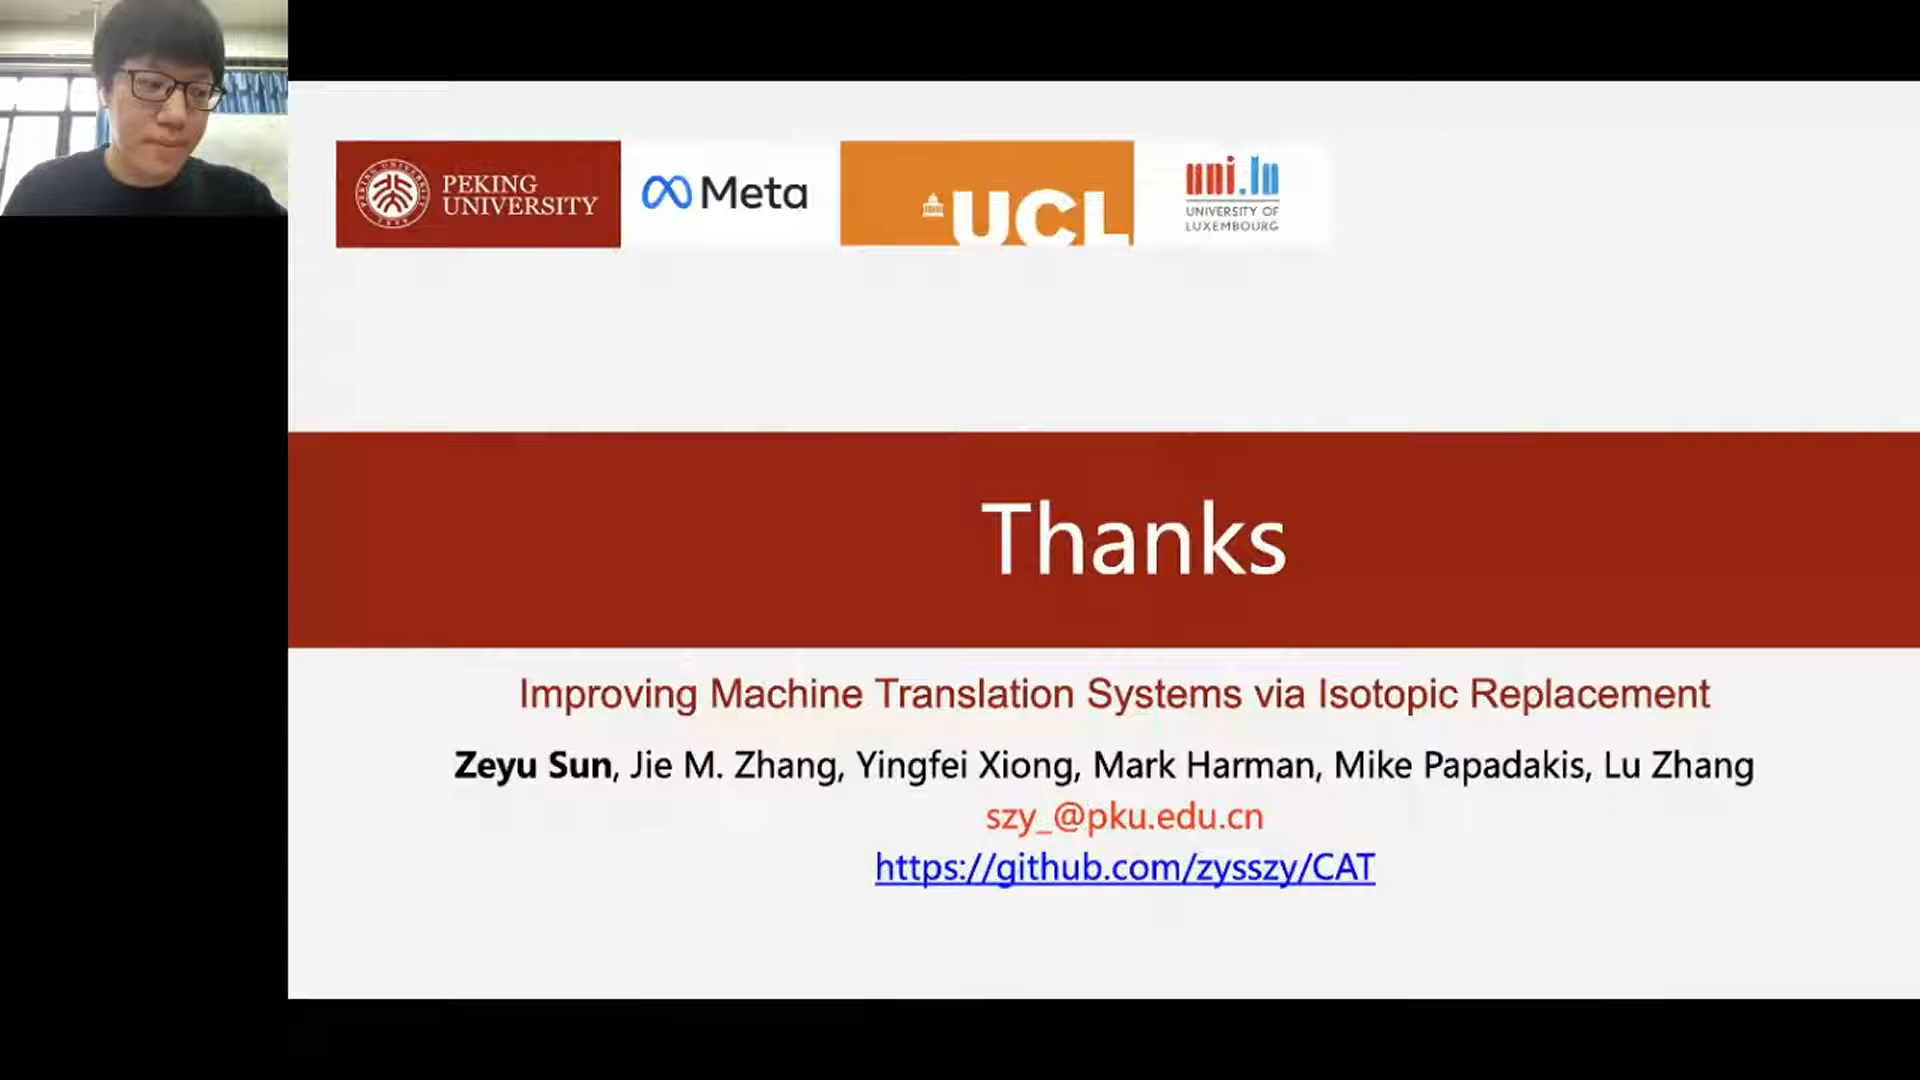 PEKING
UNIVERSITY
Meta
UCL
uni.lu
UNIVERSITY OF
LUXEMBOURG
Thanks
Improving Machine Translation Systems via Isotopic Replacement
Zeyu Sun, Jie M. Zhang, Yingfei Xiong, Mark Harman, Mike Papadakis, Lu Zhang
szy_@pku.edu.cn
https://github.com/zysszy/CAT